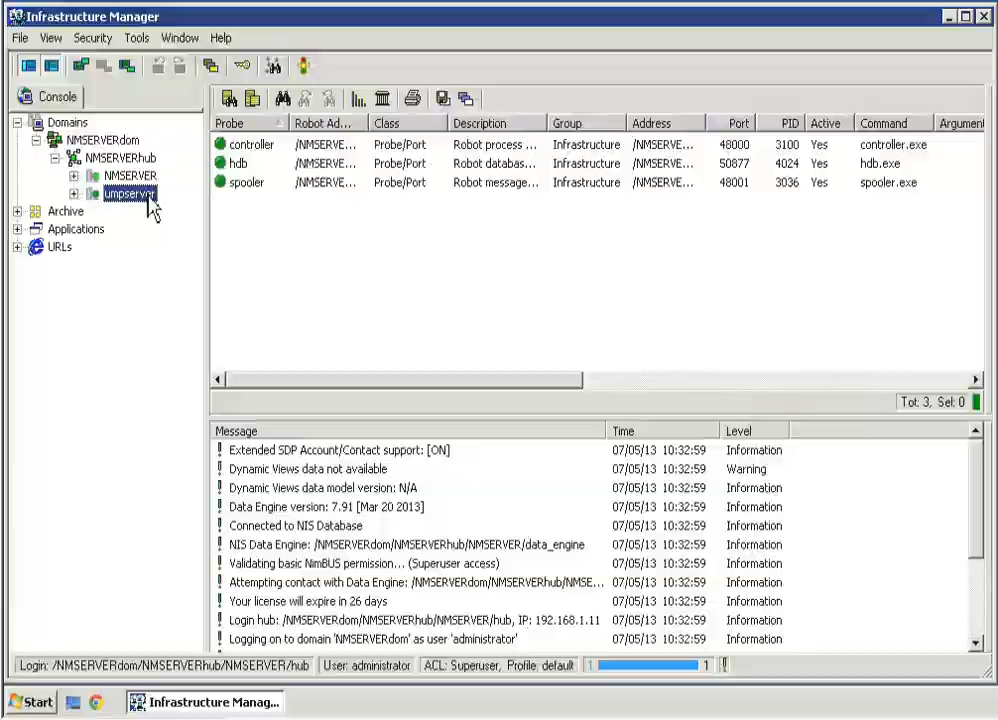 Infrastructure Manager
File View Security Tools Window Help
Console
Domains
NMSERVERdom
NMSERVERhub
NMSERVER
umpserver
Archive
Applications
URLs
Probe Robot Ad... Class Description Group Address Port PID Active Command Argumen
controller /NMSERVE... Probe/Port Robot process ... Infrastructure /NMSERVE... 48000 3100 Yes controller.exe
hdb /NMSERVE... Probe/Port Robot databas... Infrastructure /NMSERVE... 50877 4024 Yes hdb.exe
spooler /NMSERVE... Probe/Port Robot message... Infrastructure /NMSERVE... 48001 3036 Yes spooler.exe
Tot: 3, Sel: 0
Message Time Level
Extended SDP Account/Contact support: [ON] 07/05/13 10:32:59 Information
Dynamic Views data not available 07/05/13 10:32:59 Warning
Dynamic Views data model version: N/A 07/05/13 10:32:59 Information
Data Engine version: 7.91 [Mar 20 2013] 07/05/13 10:32:59 Information
Connected to NIS Database 07/05/13 10:32:59 Information
NIS Data Engine: /NMSERVERdom/NMSERVERhub/NMSERVER/data_engine 07/05/13 10:32:59 Information
Validating basic NimBUS permission... (Superuser access) 07/05/13 10:32:59 Information
Attempting contact with Data Engine: /NMSERVERdom/NMSERVERhub/NMSE... 07/05/13 10:32:59 Information
Your license will expire in 26 days 07/05/13 10:32:59 Information
Login hub: /NMSERVERdom/NMSERVERhub/NMSERVER/hub, IP: 192.168.1.11 07/05/13 10:32:59 Information
Logging on to domain 'NMSERVERdom' as user 'administrator' 07/05/13 10:32:59 Information
Login: /NMSERVERdom/NMSERVERhub/NMSERVER/hub User: administrator ACL: Superuser, Profile: default 1 1
Start Infrastructure Manag...